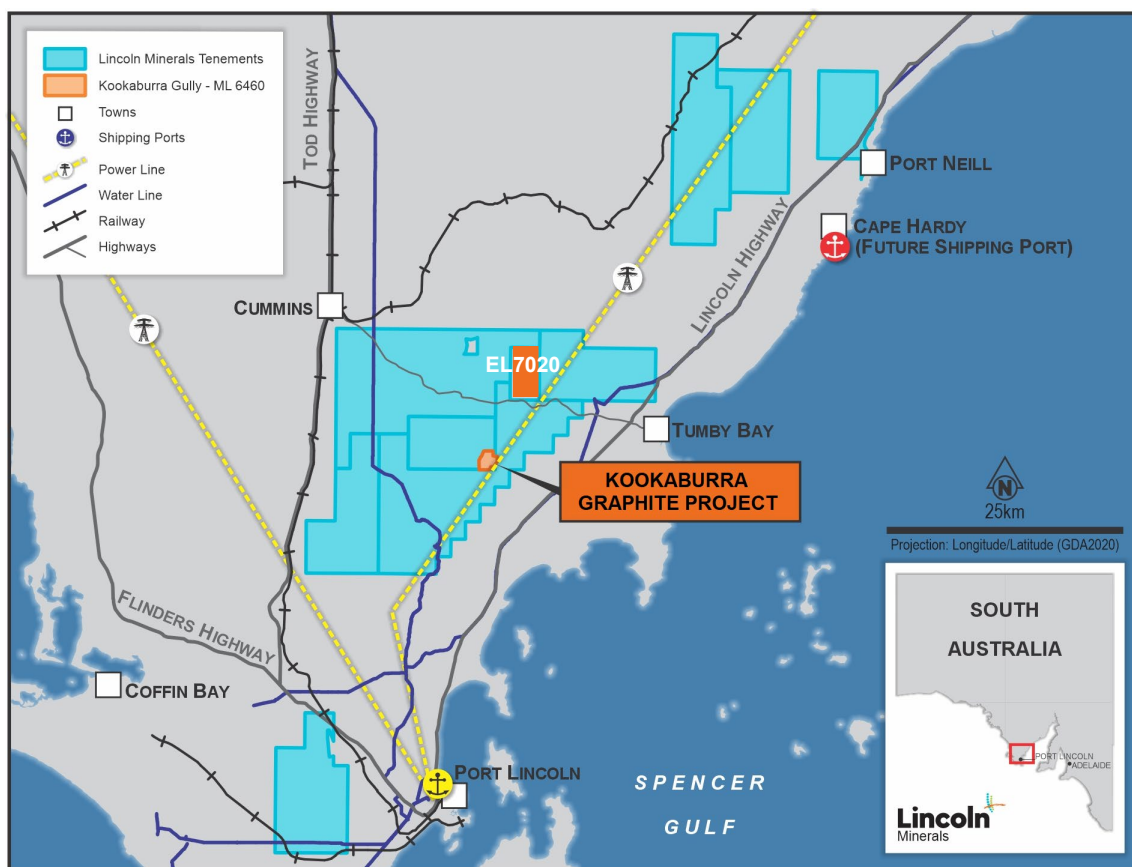 Lincoln Minerals Tenements
Kookaburra Gully - ML 6460
Towns
Shipping Ports
Power Line
Water Line
Railway
Highways
TOD HIGHWAY
PORT NEILL
CAPE HARDY
(FUTURE SHIPPING PORT)
LINCOLN HIGHWAY
CUMMINS
EL7020
TUMBY BAY
KOOKABURRA
GRAPHITE PROJECT
N
25km
Projection: Longitude/Latitude (GDA2020)
FLINDERS HIGHWAY
COFFIN BAY
PORT LINCOLN
SPENCER
GULF
SOUTH
AUSTRALIA
PORT LINCOLN
ADELAIDE
Lincoln
Minerals